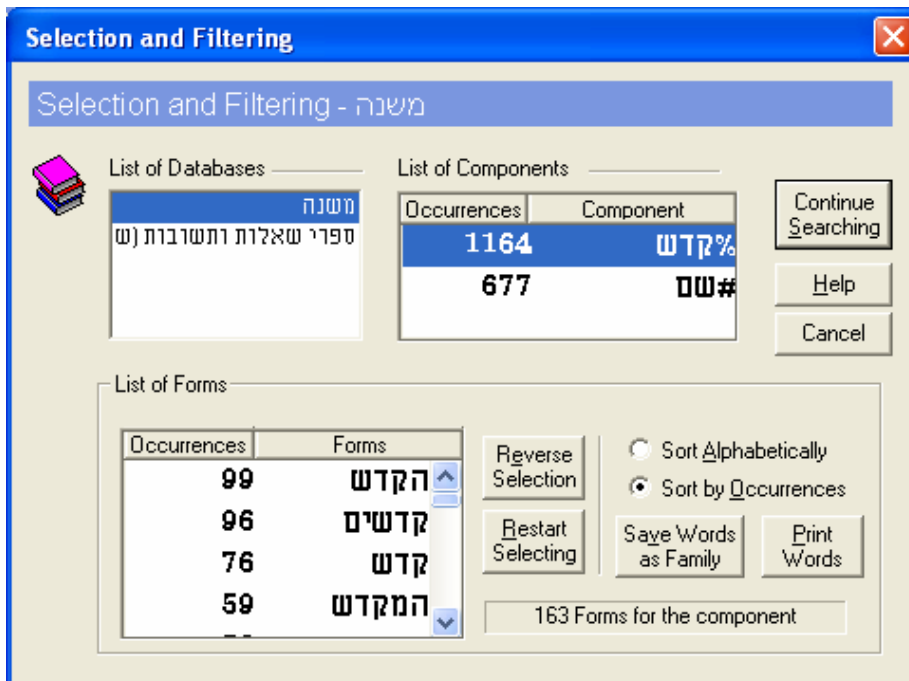 Selection and Filtering
Selection and Filtering - משנה
List of Databases
משנה
ספרי שאלות ותשובות (ש
List of Components
Occurrences Component
1164 %קדש
677 #שם
Continue Searching
Help
Cancel
List of Forms
Occurrences Forms
99 הקדש
96 קדשים
76 קדש
59 המקדש
Reverse Selection
Restart Selecting
Sort Alphabetically
Sort by Occurrences
Save Words as Family
Print Words
163 Forms for the component